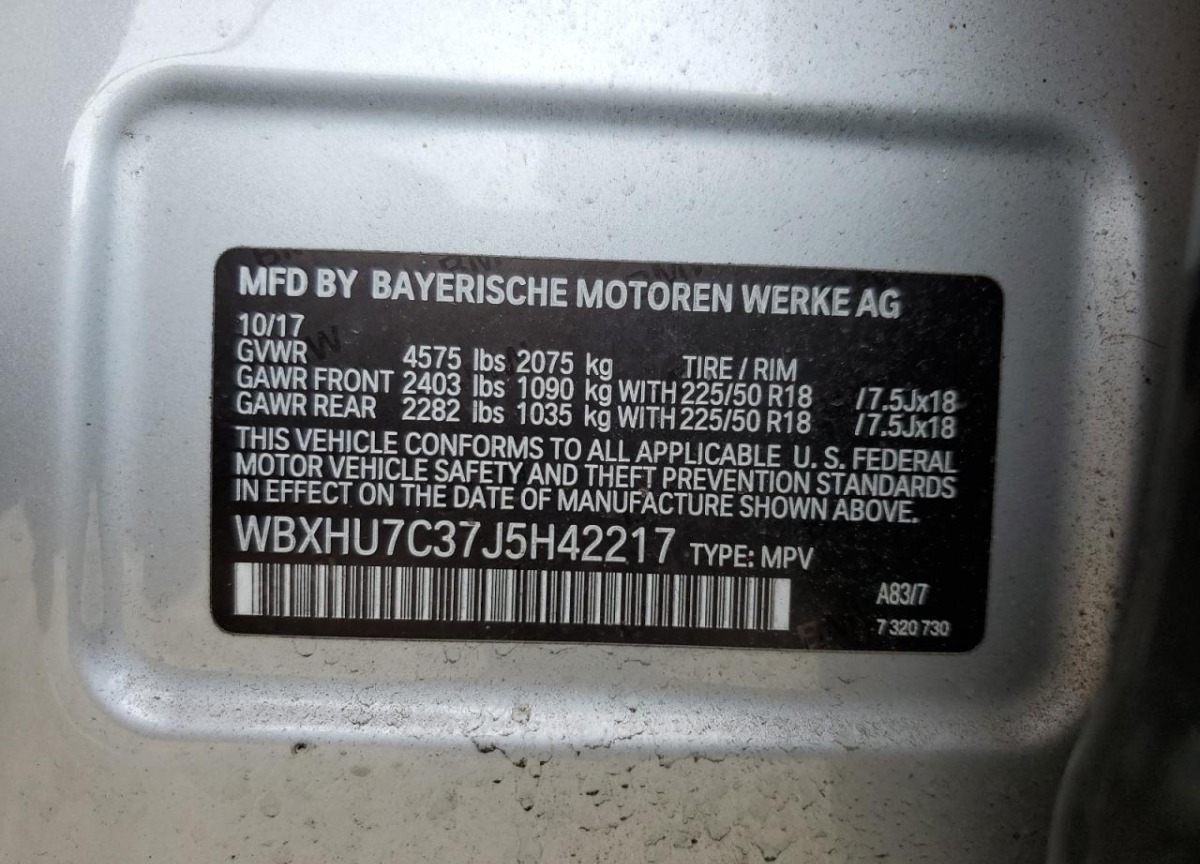 MFD BY BAYERISCHE MOTOREN WERKE AG
10/17
GVWR 4575 lbs 2075 kg TIRE / RIM
GAWR FRONT 2403 lbs 1090 kg WITH 225/50 R18 /7.5Jx18
GAWR REAR 2282 lbs 1035 kg WITH 225/50 R18 /7.5Jx18
THIS VEHICLE CONFORMS TO ALL APPLICABLE U. S. FEDERAL
MOTOR VEHICLE SAFETY AND THEFT PREVENTION STANDARDS
IN EFFECT ON THE DATE OF MANUFACTURE SHOWN ABOVE.
WBXHU7C37J5H42217 TYPE: MPV
A83/7
7 320 730